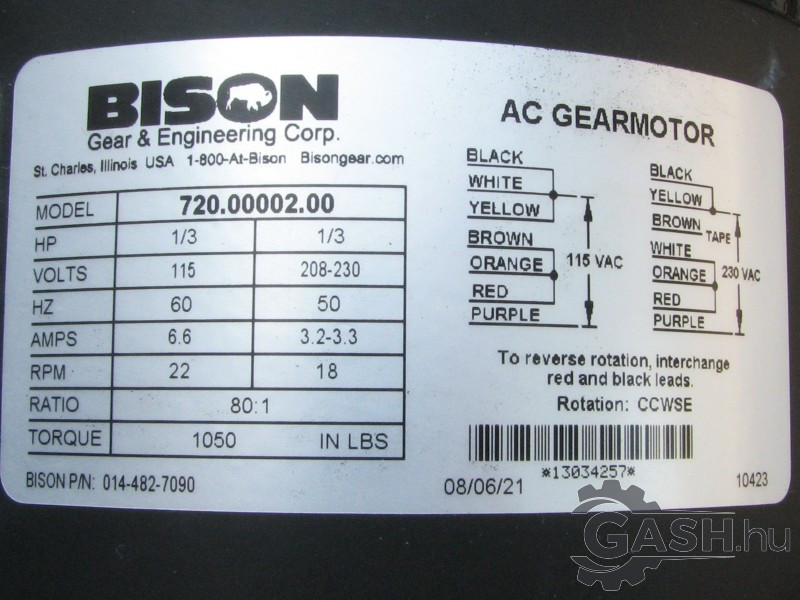 BISON
Gear & Engineering Corp.
St. Charles, Illinois USA 1-800-At-Bison Bisongear.com
MODEL 720.00002.00
HP 1/3 1/3
VOLTS 115 208-230
HZ 60 50
AMPS 6.6 3.2-3.3
RPM 22 18
RATIO 80:1
TORQUE 1050 IN LBS
BISON P/N: 014-482-7090
AC GEARMOTOR
BLACK
WHITE
YELLOW
BROWN
ORANGE
RED
PURPLE
115 VAC
BLACK
YELLOW
BROWN TAPE
WHITE
ORANGE
RED
PURPLE
230 VAC
To reverse rotation, interchange
red and black leads.
Rotation: CCWSE
*13034257*
08/06/21
10423
GASH.hu